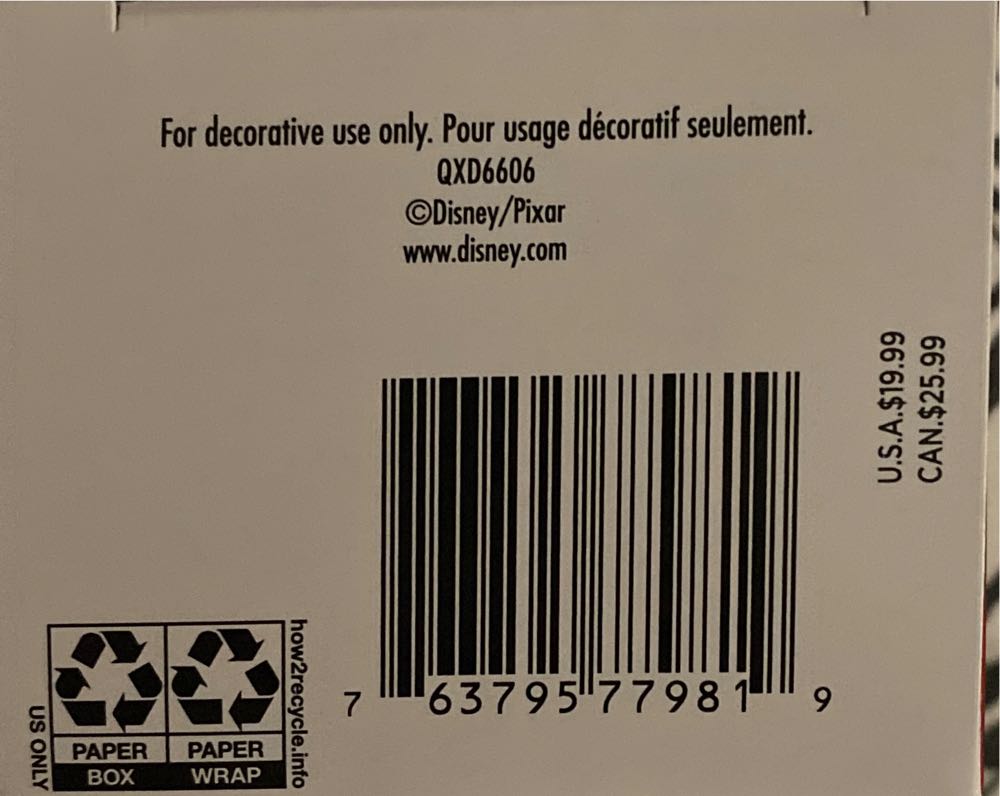 For decorative use only. Pour usage décoratif seulement.
QXD6606
©Disney/Pixar
www.disney.com
U.S.A.$19.99
CAN.$25.99
7 63795 77981 9
how2recycle.info
US ONLY
PAPER PAPER
BOX WRAP